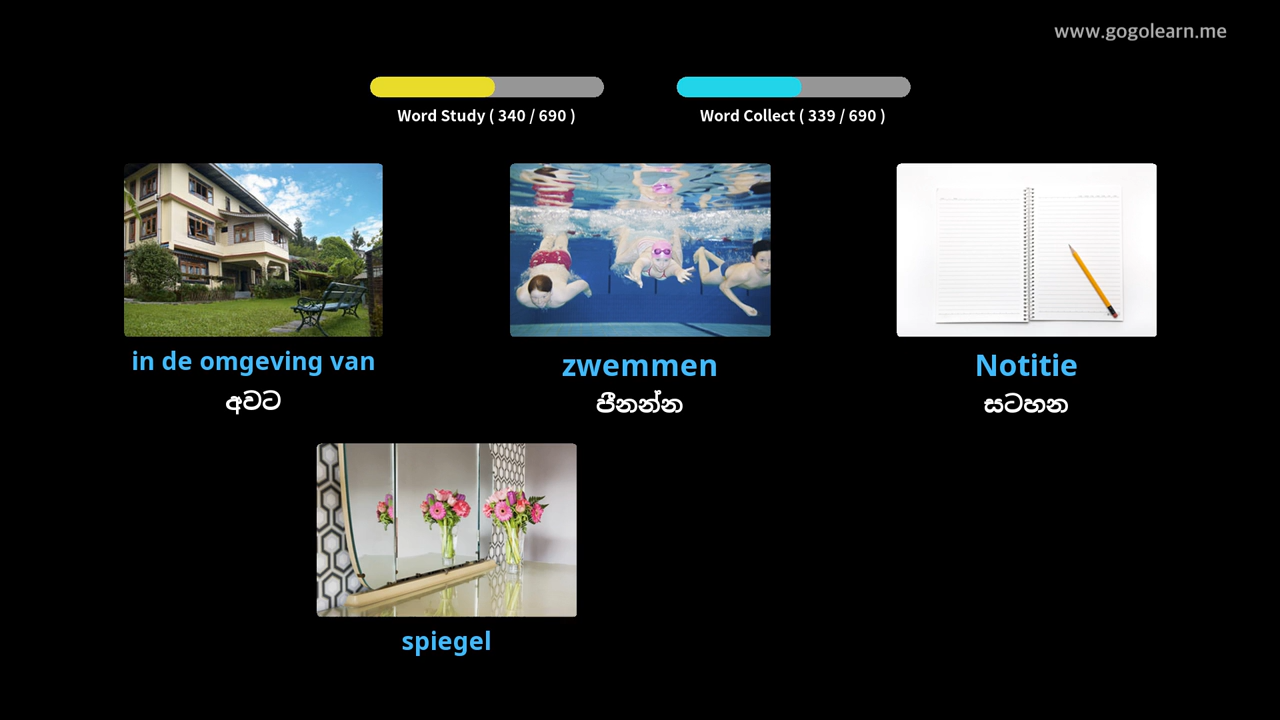 www.gogolearn.me
Word Study ( 340 / 690 )
Word Collect ( 339 / 690 )
in de omgeving van
අවට
zwemmen
පීනන්න
Notitie
සටහන
spiegel